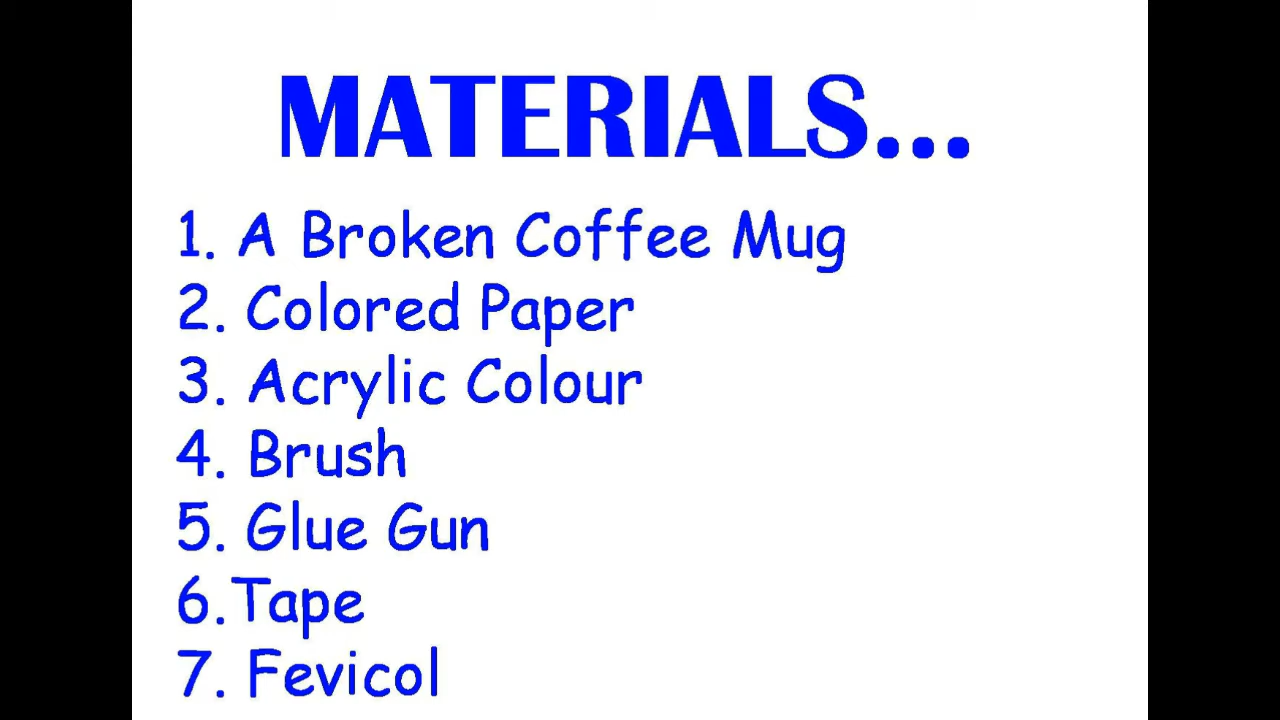 MATERIALS...
1. A Broken Coffee Mug
2. Colored Paper
3. Acrylic Colour
4. Brush
5. Glue Gun
6.Tape
7. Fevicol